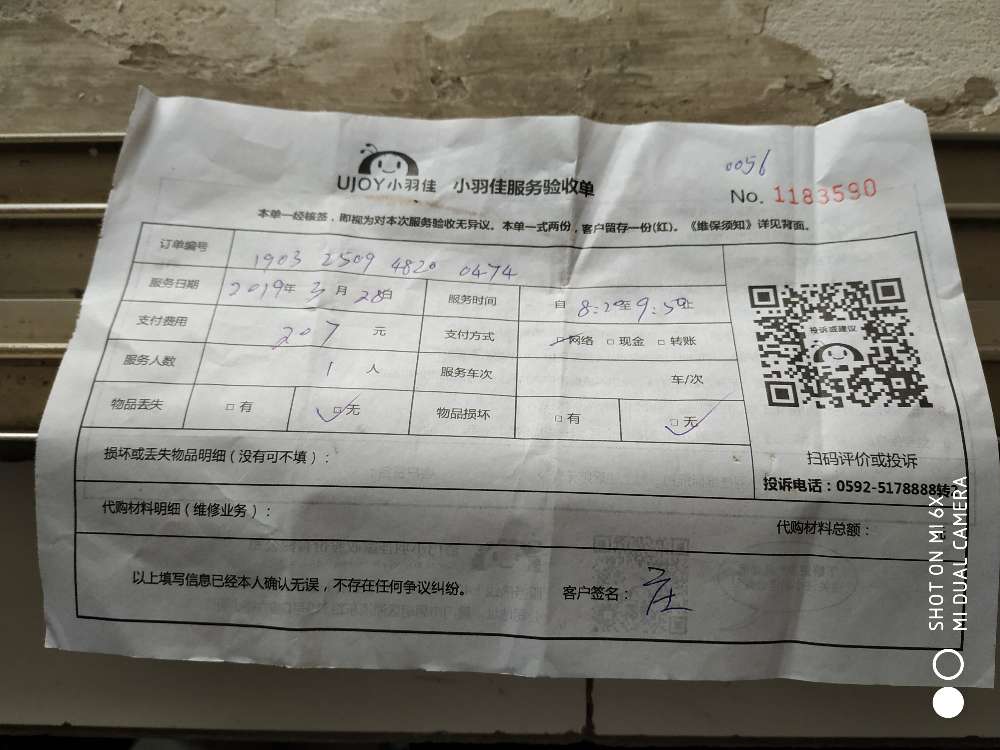 0056
UJOY小羽佳 小羽佳服务验收单
No. 1183590
本单一经核签，即视为对本次服务验收无异议。本单一式两份，客户留存一份(红)。《维保须知》详见背面。
订单编号 1903 2509 4820 0474
服务日期 2019年 3月 28日 服务时间 自 8:20至 9:50止
支付费用 207 元 支付方式 □网络 □现金 □转账
服务人数 1 人 服务车次 车/次
物品丢失 □有 □无 物品损坏 □有 □无
投诉或建议
扫码评价或投诉
投诉电话：0592-5178888转2
损坏或丢失物品明细（没有可不填）：
代购材料明细（维修业务）： 代购材料总额：
以上填写信息已经本人确认无误，不存在任何争议纠纷。 客户签名：庄
SHOT ON MI 6X
MI DUAL CAMERA